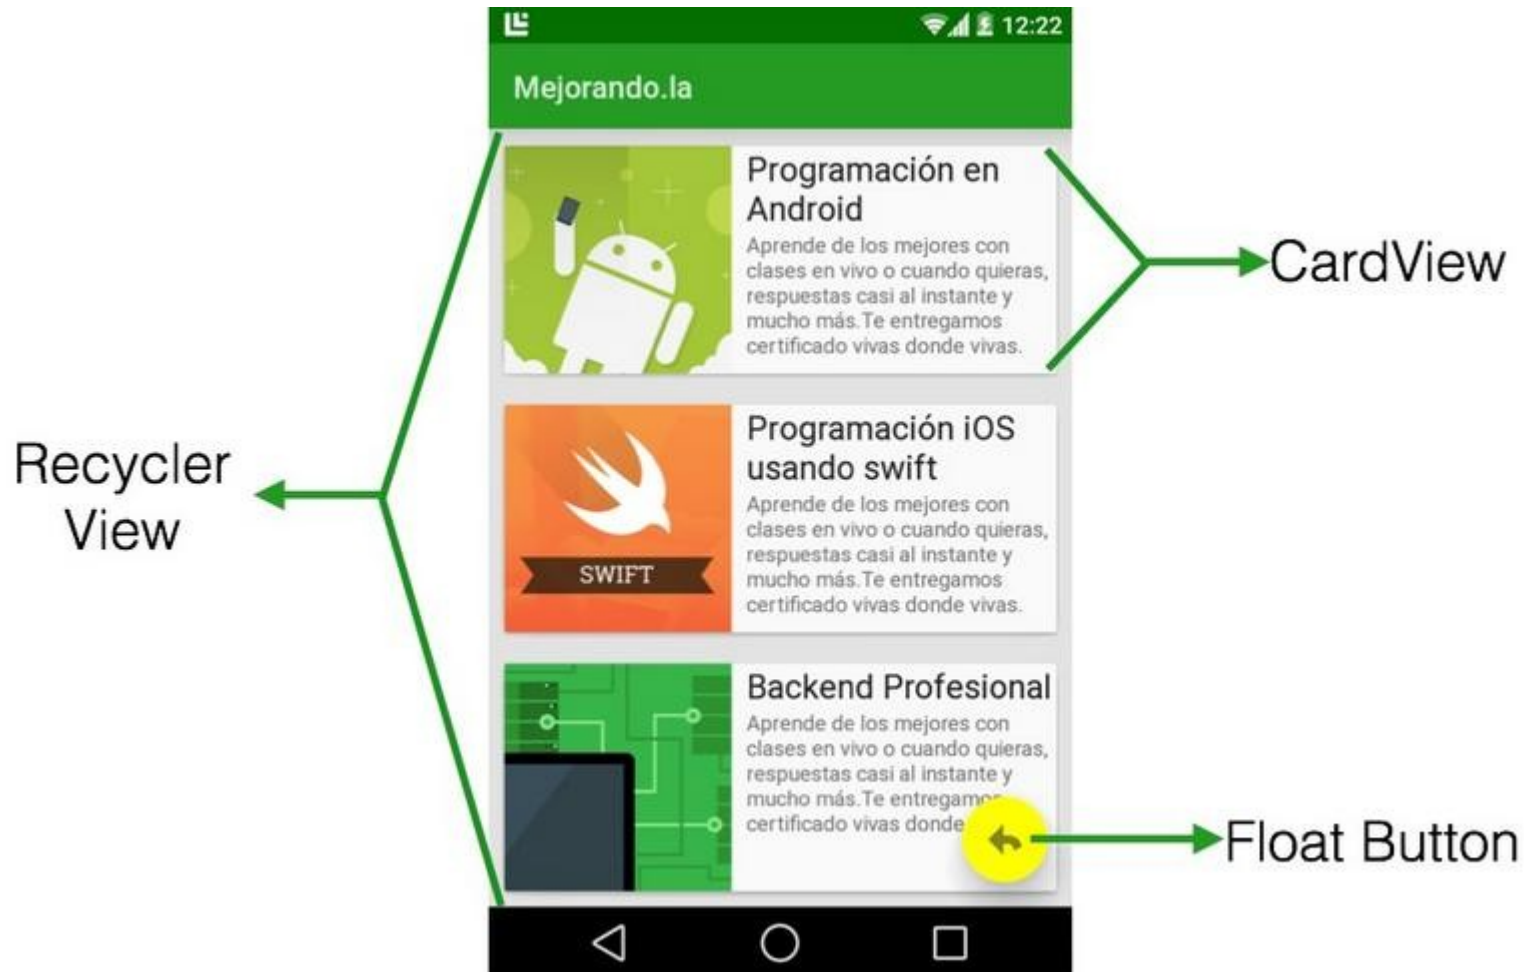 12:22
Mejorando.la
Programación en
Android
Aprende de los mejores con
clases en vivo o cuando quieras,
respuestas casi al instante y
mucho más.Te entregamos
certificado vivas donde vivas.
CardView
Recycler
View
Programación iOS
usando swift
Aprende de los mejores con
clases en vivo o cuando quieras,
respuestas casi al instante y
mucho más.Te entregamos
certificado vivas donde vivas.
SWIFT
Backend Profesional
Aprende de los mejores con
clases en vivo o cuando quieras,
respuestas casi al instante y
mucho más.Te entregamos
certificado vivas donde
Float Button